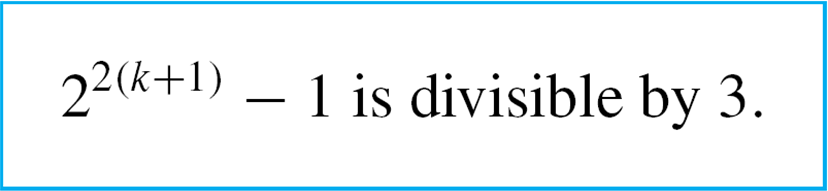 2^{2(k+1)} − 1 is divisible by 3.